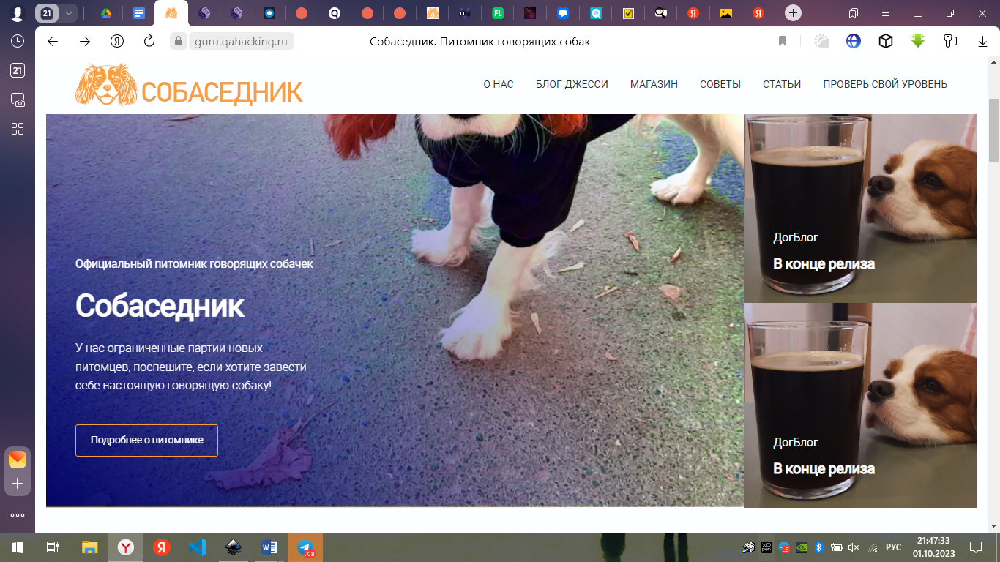 21
guru.qahacking.ru
Собаседник. Питомник говорящих собак
21
СОБАСЕДНИК
О НАС
БЛОГ ДЖЕССИ
МАГАЗИН
СОВЕТЫ
СТАТЬИ
ПРОВЕРЬ СВОЙ УРОВЕНЬ
Официальный питомник говорящих собачек
Собаседник
У нас ограниченные партии новых
питомцев, поспешите, если хотите завести
себе настоящую говорящую собаку!
Подробнее о питомнике
ДогБлог
В конце релиза
ДогБлог
В конце релиза
РУС
21:47:33
01.10.2023